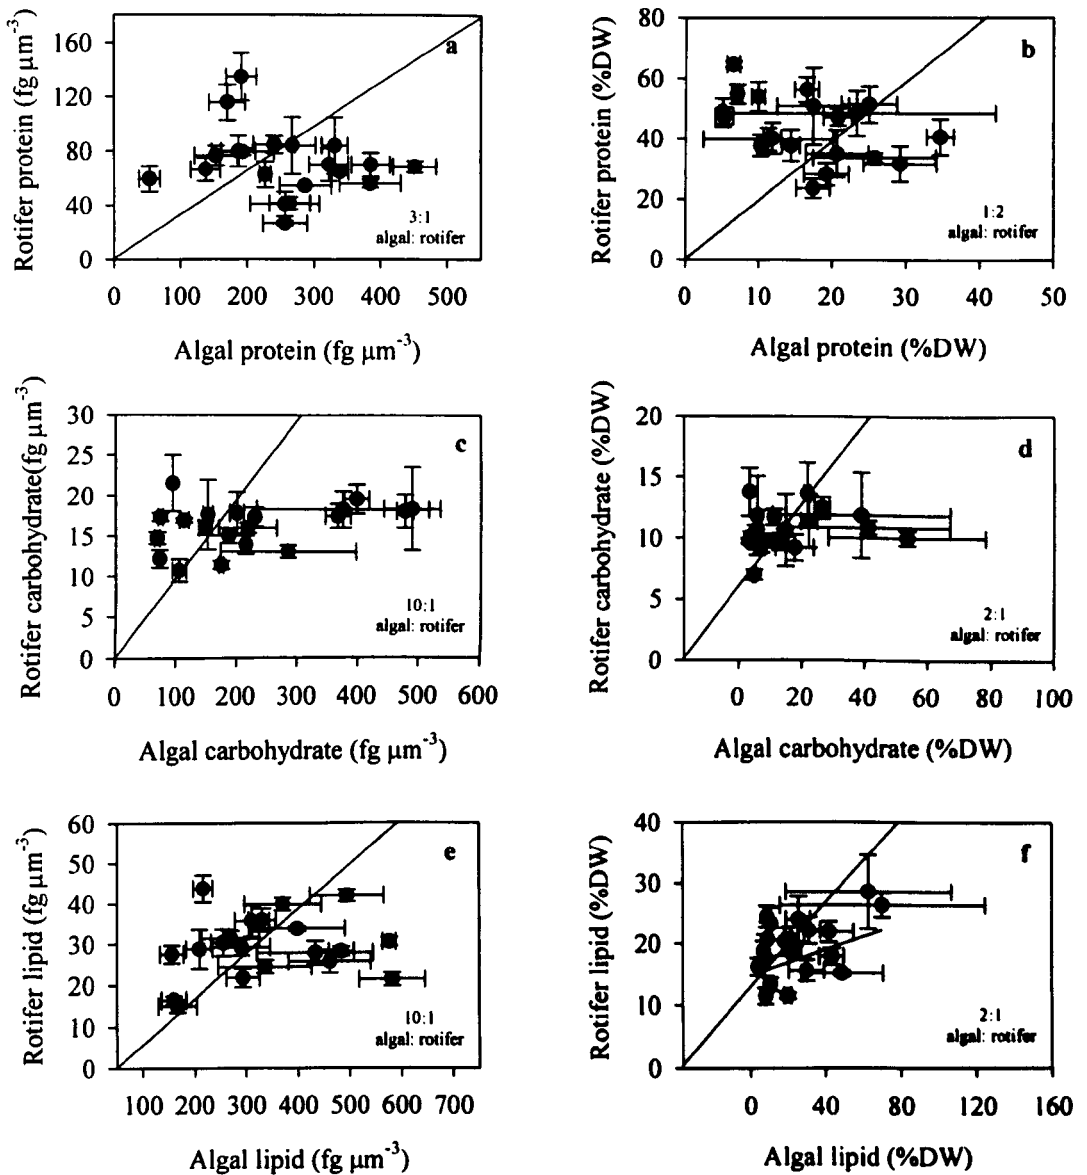 a
Rotifer protein (fg µm-3)
160
120
80
40
0
3:1
algal: rotifer
0 100 200 300 400 500
Algal protein (fg µm-3)
b
Rotifer protein (%DW)
80
60
40
20
0
1:2
algal: rotifer
0 10 20 30 40 50
Algal protein (%DW)
c
Rotifer carbohydrate(fg µm-3)
30
25
20
15
10
5
0
10:1
algal: rotifer
0 100 200 300 400 500 600
Algal carbohydrate (fg µm-3)
d
Rotifer carbohydrate (%DW)
20
15
10
5
0
2:1
algal: rotifer
0 20 40 60 80 100
Algal carbohydrate (%DW)
e
Rotifer lipid (fg µm-3)
60
50
40
30
20
10
0
10:1
algal: rotifer
100 200 300 400 500 600 700
Algal lipid (fg µm-3)
f
Rotifer lipid (%DW)
40
30
20
10
0
2:1
algal: rotifer
0 40 80 120 160
Algal lipid (%DW)